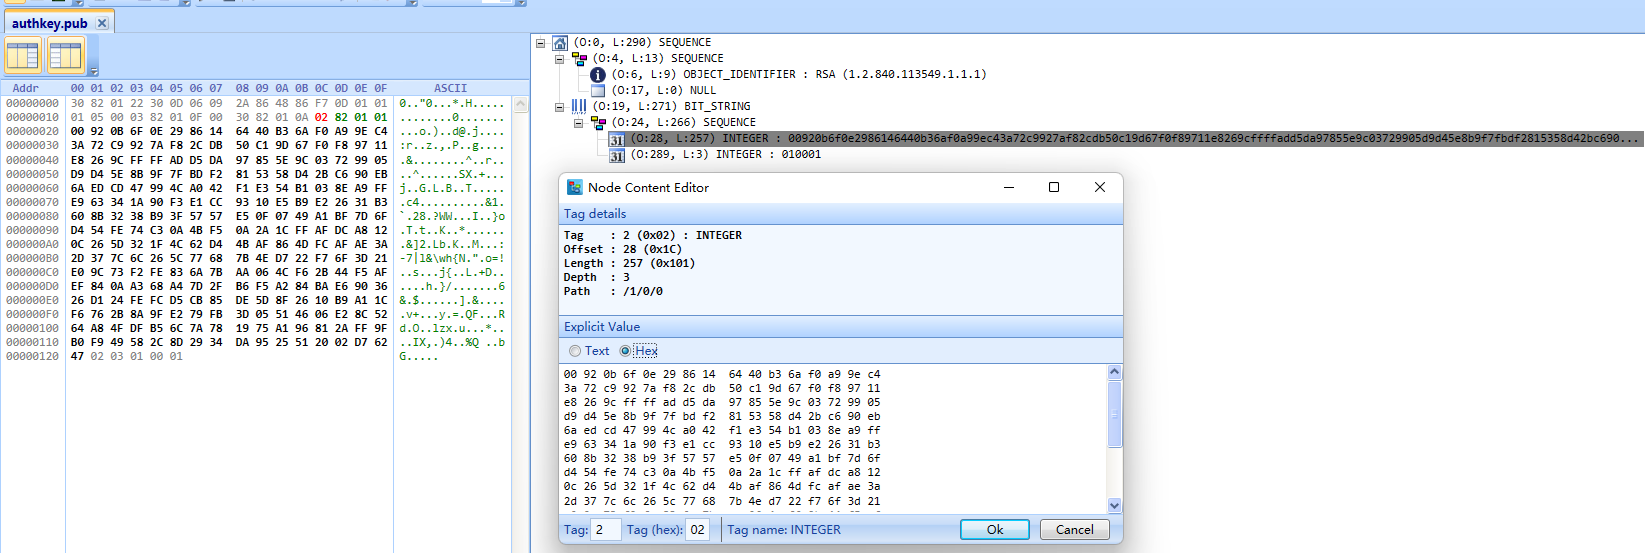 authkey.pub
Addr 00 01 02 03 04 05 06 07 08 09 0A 0B 0C 0D 0E 0F ASCII
00000000 30 82 01 22 30 0D 06 09 2A 86 48 86 F7 0D 01 01 0.."0...*.H.....
00000010 01 05 00 03 82 01 0F 00 30 82 01 0A 02 82 01 01 ........0.......
00000020 00 92 0B 6F 0E 29 86 14 64 40 B3 6A F0 A9 9E C4 ...o.)..d@.j....
00000030 3A 72 C9 92 7A F8 2C DB 50 C1 9D 67 F0 F8 97 11 :r..z.,.P..g....
00000040 E8 26 9C FF FF AD D5 DA 97 85 5E 9C 03 72 99 05 .&........^..r..
00000050 D9 D4 5E 8B 9F 7F BD F2 81 53 58 D4 2B C6 90 EB ..^......SX.+...
00000060 6A ED CD 47 99 4C A0 42 F1 E3 54 B1 03 8E A9 FF j..G.L.B..T.....
00000070 E9 63 34 1A 90 F3 E1 CC 93 10 E5 B9 E2 26 31 B3 .c4..........&1.
00000080 60 8B 32 38 B9 3F 57 57 E5 0F 07 49 A1 BF 7D 6F `.28.?WW...I..}o
00000090 D4 54 FE 74 C3 0A 4B F5 0A 2A 1C FF AF DC A8 12 .T.t..K..*......
000000A0 0C 26 5D 32 1F 4C 62 D4 4B AF 86 4D FC AF AE 3A .&]2.Lb.K..M...:
000000B0 2D 37 7C 6C 26 5C 77 68 7B 4E D7 22 F7 6F 3D 21 -7|l&\wh{N.".o=!
000000C0 E0 9C 73 F2 FE 83 6A 7B AA 06 4C F6 2B 44 F5 AF ..s...j{..L.+D..
000000D0 EF 84 0A A3 68 A4 7D 2F B6 F5 A2 84 BA E6 90 36 ....h.}/.......6
000000E0 26 D1 24 FE FC D5 CB 85 DE 5D 8F 26 10 B9 A1 1C &.$......].&....
000000F0 F6 76 2B 8A 9F E2 79 FB 3D 05 51 46 06 E2 8C 52 .v+...y.=.QF...R
00000100 64 A8 4F DF B5 6C 7A 78 19 75 A1 96 81 2A FF 9F d.O..lzx.u...*..
00000110 B0 F9 49 58 2C 8D 29 34 DA 95 25 51 20 02 D7 62 ..IX,.)4..%Q ..b
00000120 47 02 03 01 00 01 G.....
(O:0, L:290) SEQUENCE
(O:4, L:13) SEQUENCE
(O:6, L:9) OBJECT_IDENTIFIER : RSA (1.2.840.113549.1.1.1)
(O:17, L:0) NULL
(O:19, L:271) BIT_STRING
(O:24, L:266) SEQUENCE
(O:28, L:257) INTEGER : 00920b6f0e2986146440b36af0a99ec43a72c9927af82cdb50c19d67f0f89711e8269cffffadd5da97855e9c03729905d9d45e8b9f7fbdf2815358d42bc690...
(O:289, L:3) INTEGER : 010001
Node Content Editor
Tag details
Tag : 2 (0x02) : INTEGER
Offset : 28 (0x1C)
Length : 257 (0x101)
Depth : 3
Path : /1/0/0
Explicit Value
Text Hex
00 92 0b 6f 0e 29 86 14 64 40 b3 6a f0 a9 9e c4
3a 72 c9 92 7a f8 2c db 50 c1 9d 67 f0 f8 97 11
e8 26 9c ff ff ad d5 da 97 85 5e 9c 03 72 99 05
d9 d4 5e 8b 9f 7f bd f2 81 53 58 d4 2b c6 90 eb
6a ed cd 47 99 4c a0 42 f1 e3 54 b1 03 8e a9 ff
e9 63 34 1a 90 f3 e1 cc 93 10 e5 b9 e2 26 31 b3
60 8b 32 38 b9 3f 57 57 e5 0f 07 49 a1 bf 7d 6f
d4 54 fe 74 c3 0a 4b f5 0a 2a 1c ff af dc a8 12
0c 26 5d 32 1f 4c 62 d4 4b af 86 4d fc af ae 3a
2d 37 7c 6c 26 5c 77 68 7b 4e d7 22 f7 6f 3d 21
Tag: 2 Tag (hex): 02 Tag name: INTEGER Ok Cancel